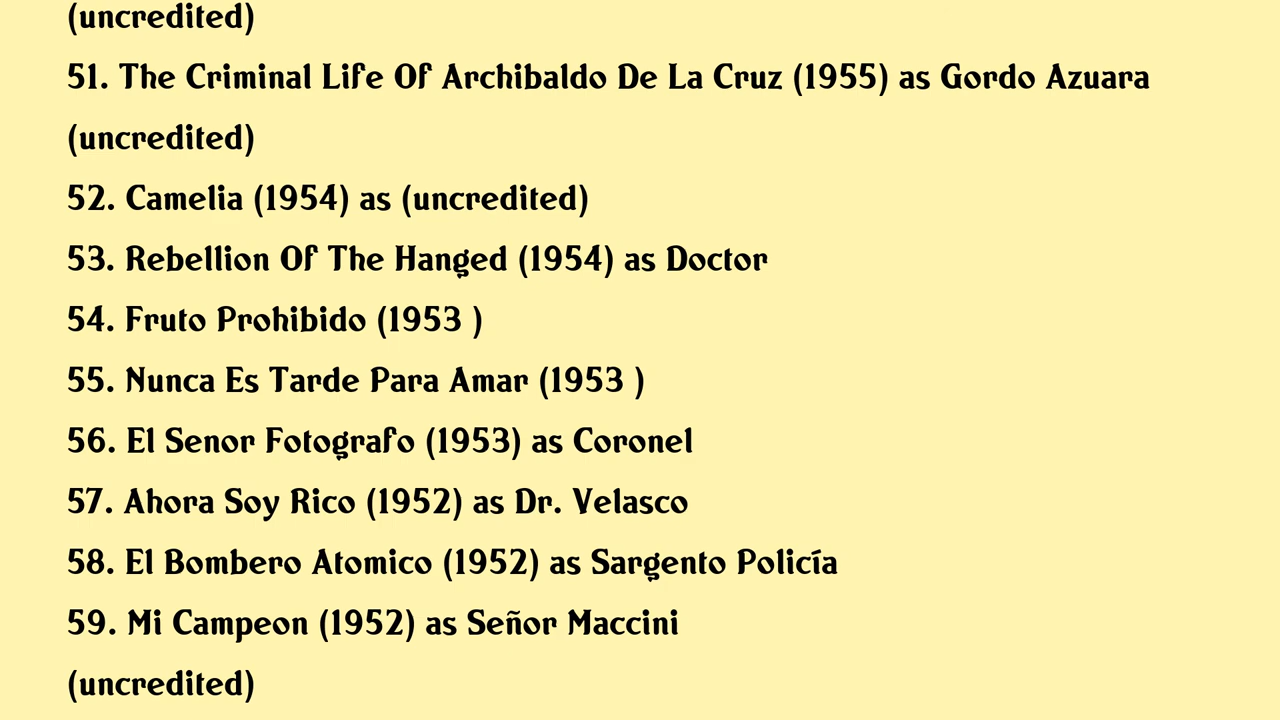 (uncredited)
51. The Criminal Life Of Archibaldo De La Cruz (1955) as Gordo Azuara
(uncredited)
52. Camelia (1954) as (uncredited)
53. Rebellion Of The Hanged (1954) as Doctor
54. Fruto Prohibido (1953 )
55. Nunca Es Tarde Para Amar (1953 )
56. El Senor Fotografo (1953) as Coronel
57. Ahora Soy Rico (1952) as Dr. Velasco
58. El Bombero Atomico (1952) as Sargento Policía
59. Mi Campeon (1952) as Señor Maccini
(uncredited)